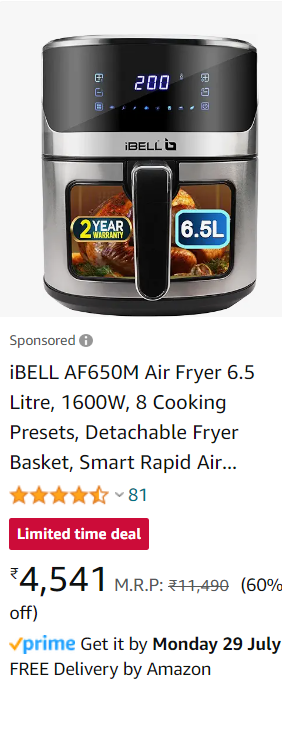 200
iBELL
2 YEAR
WARRANTY
6.5L
Sponsored
iBELL AF650M Air Fryer 6.5
Litre, 1600W, 8 Cooking
Presets, Detachable Fryer
Basket, Smart Rapid Air...
81
Limited time deal
₹4,541 M.R.P: ₹11,490 (60%
off)
prime Get it by Monday 29 July
FREE Delivery by Amazon